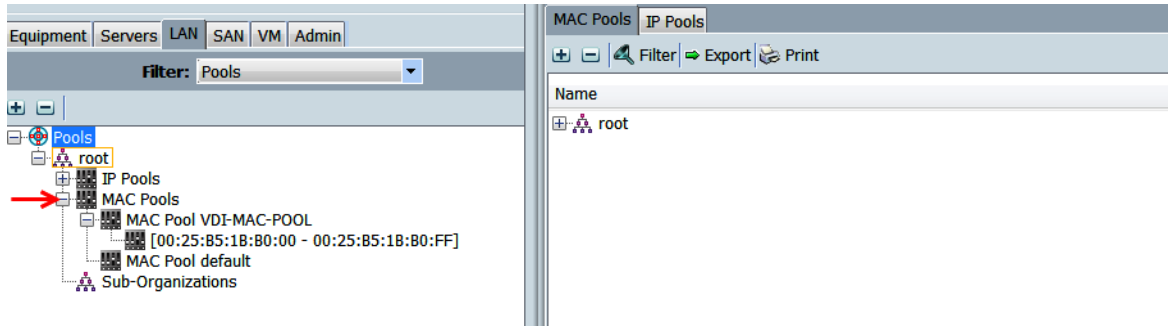 Equipment Servers LAN SAN VM Admin
Filter: Pools
Pools
root
IP Pools
MAC Pools
MAC Pool VDI-MAC-POOL
[00:25:B5:1B:B0:00 - 00:25:B5:1B:B0:FF]
MAC Pool default
Sub-Organizations
MAC Pools IP Pools
Filter Export Print
Name
root